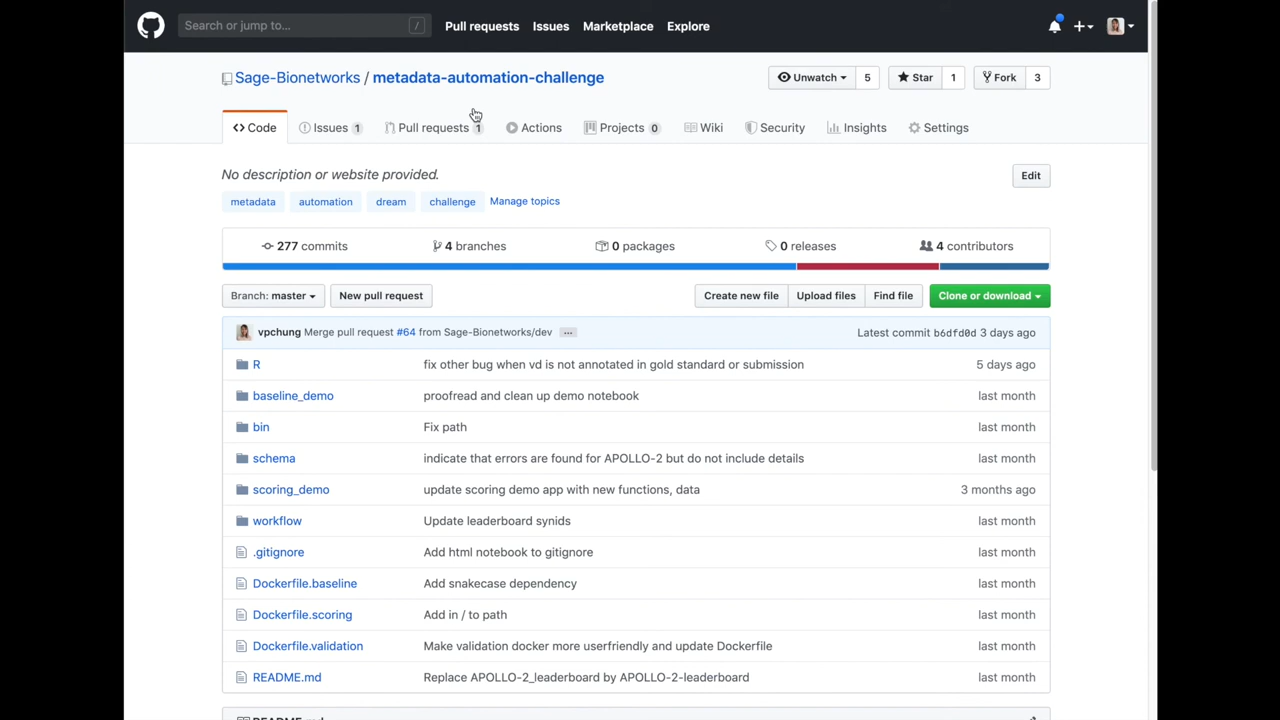 Search or jump to... / Pull requests Issues Marketplace Explore
Sage-Bionetworks / metadata-automation-challenge Unwatch 5 Star 1 Fork 3
Code Issues 1 Pull requests 1 Actions Projects 0 Wiki Security Insights Settings
No description or website provided. Edit
metadata automation dream challenge Manage topics
277 commits 4 branches 0 packages 0 releases 4 contributors
Branch: master New pull request Create new file Upload files Find file Clone or download
vpchung Merge pull request #64 from Sage-Bionetworks/dev ... Latest commit b6dfd0d 3 days ago
R fix other bug when vd is not annotated in gold standard or submission 5 days ago
baseline_demo proofread and clean up demo notebook last month
bin Fix path last month
schema indicate that errors are found for APOLLO-2 but do not include details last month
scoring_demo update scoring demo app with new functions, data 3 months ago
workflow Update leaderboard synids last month
.gitignore Add html notebook to gitignore last month
Dockerfile.baseline Add snakecase dependency last month
Dockerfile.scoring Add in / to path last month
Dockerfile.validation Make validation docker more userfriendly and update Dockerfile last month
README.md Replace APOLLO-2_leaderboard by APOLLO-2-leaderboard last month
README.md